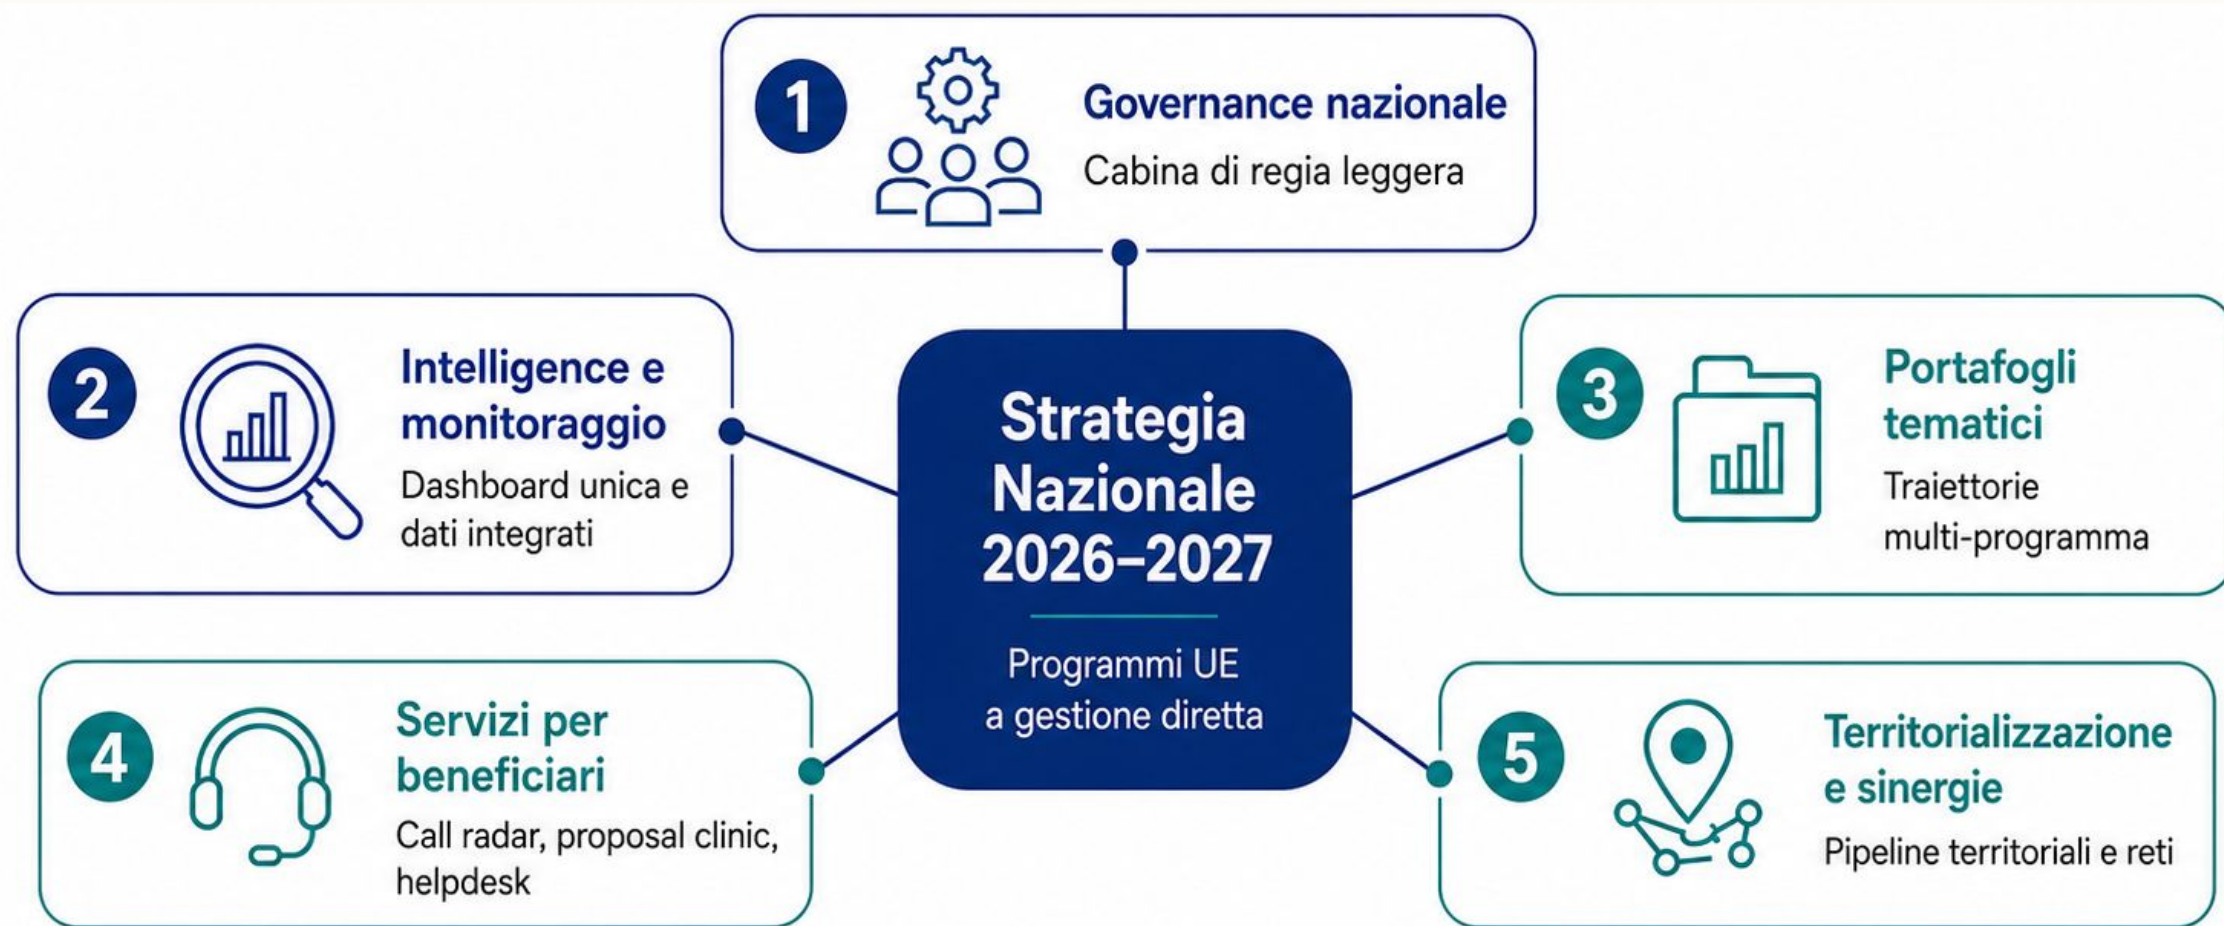 1
Governance nazionale
Cabina di regia leggera
2
Intelligence e
monitoraggio
Dashboard unica e
dati integrati
Strategia
Nazionale
2026–2027
Programmi UE
a gestione diretta
3
Portafogli
tematici
Traiettorie
multi-programma
4
Servizi per
beneficiari
Call radar, proposal clinic,
helpdesk
5
Territorializzazione
e sinergie
Pipeline territoriali e reti